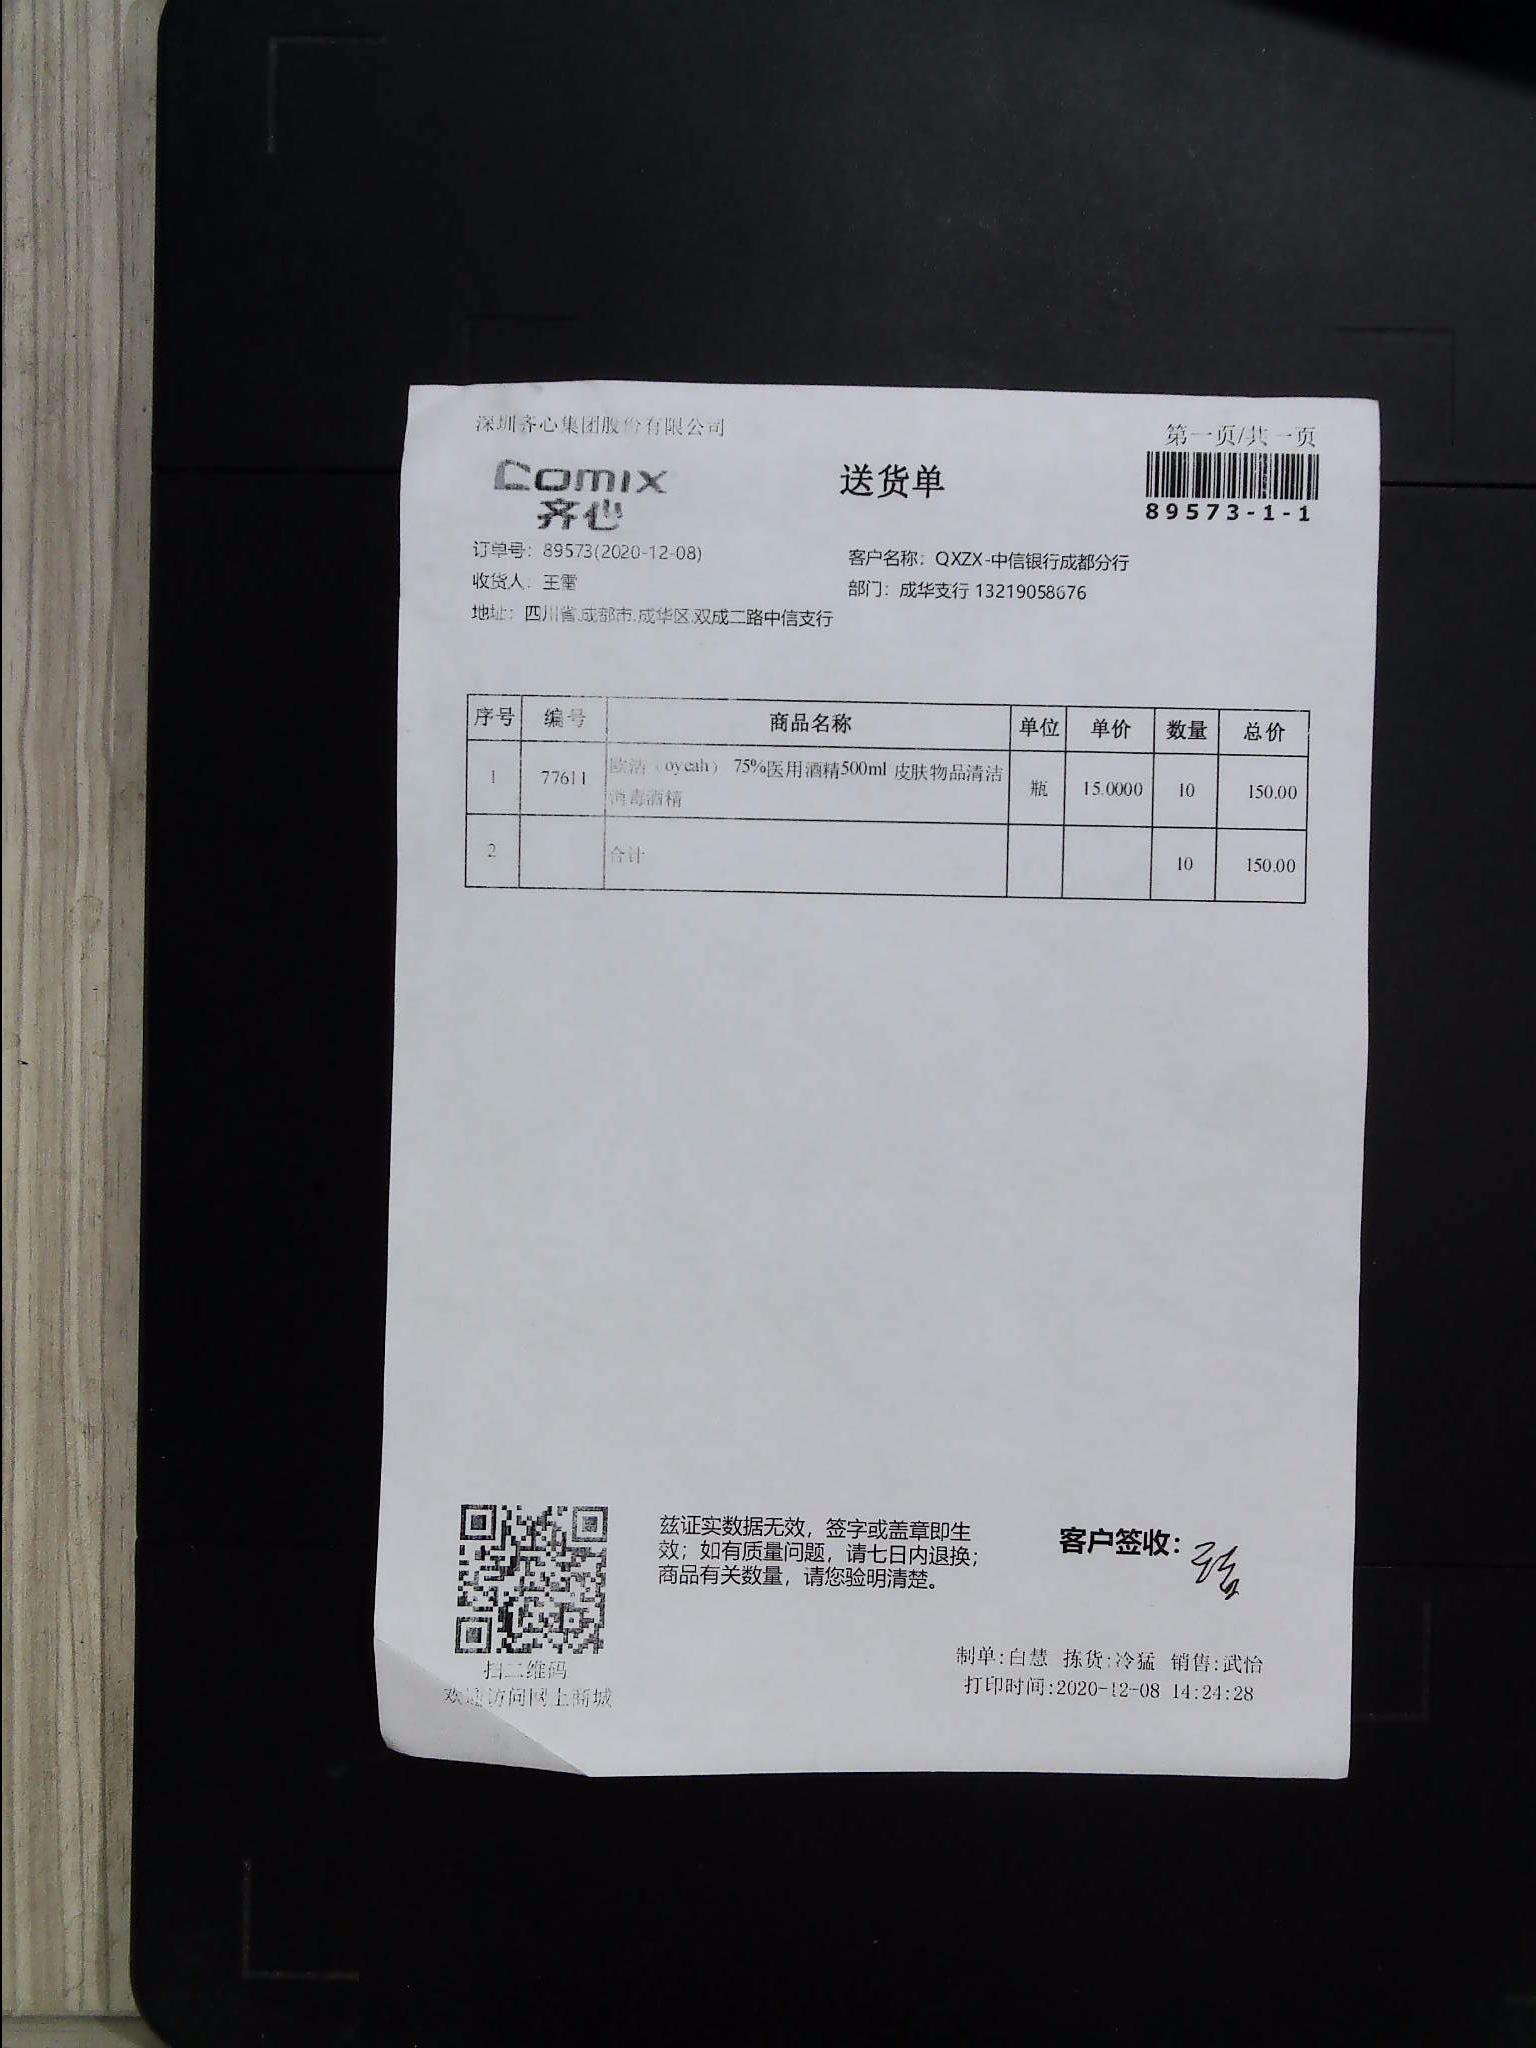 深圳齐心集团股份有限公司
第一页/共一页
Comix
齐心
送货单
89573-1-1
订单号：89573(2020-12-08)
客户名称：QXZX-中信银行成都分行
收货人：王雪
部门：成华支行 13219058676
地址：四川省.成都市.成华区.双成二路中信支行
序号 编号 商品名称 单位 单价 数量 总价
1 77611 欧洁（oyeah） 75%医用酒精500ml 皮肤物品清洁 瓶 15.0000 10 150.00
消毒酒精
2 合计 10 150.00
兹证实数据无效，签字或盖章即生
效；如有质量问题，请七日内退换；
商品有关数量，请您验明清楚。
客户签收：
扫二维码
欢迎访问网上商城
制单:白慧 拣货:冷猛 销售:武怡
打印时间:2020-12-08 14:24:28